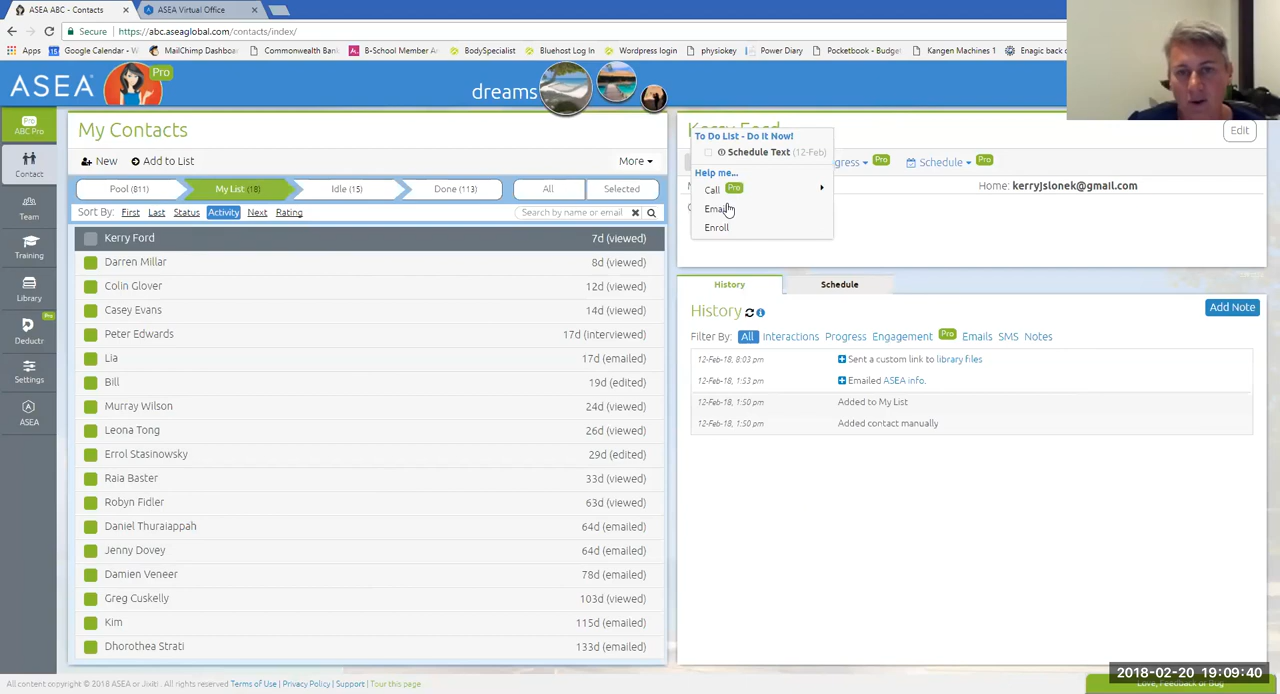 ASEA ABC - Contacts
ASEA Virtual Office
Secure
https://abc.aseaglobal.com/contacts/index/
Apps
Google Calendar - W
MailChimp Dashboa
Commonwealth Bank
B-School Member A
BodySpecialist
Bluehost Log In
Wordpress login
physiokey
Power Diary
Pocketbook - Budget
Kangen Machines 1
Enagic back
ASEA
Pro
dreams
Pro
ABC Pro
Contact
Team
Training
Library
Pro
Deductr
Settings
ASEA
My Contacts
New
Add to List
More
Pool (811)
My List (18)
Idle (15)
Done (113)
All
Selected
Sort By: First Last Status Activity Next Rating
Search by name or email
Kerry Ford 7d (viewed)
Darren Millar 8d (viewed)
Colin Glover 12d (viewed)
Casey Evans 14d (viewed)
Peter Edwards 17d (interviewed)
Lia 17d (emailed)
Bill 19d (edited)
Murray Wilson 24d (viewed)
Leona Tong 26d (viewed)
Errol Stasinowsky 29d (edited)
Raia Baster 33d (viewed)
Robyn Fidler 63d (viewed)
Daniel Thuraiappah 64d (emailed)
Jenny Dovey 64d (emailed)
Damien Veneer 78d (emailed)
Greg Cuskelly 103d (viewed)
Kim 115d (emailed)
Dhorothea Strati 133d (emailed)
Kerry Ford
Edit
To Do List - Do It Now!
Schedule Text (12-Feb)
Help me...
Call Pro
Email
Enroll
gress Pro
Schedule Pro
Home: kerryjslonek@gmail.com
History
Schedule
History
Add Note
Filter By: All Interactions Progress Engagement Pro Emails SMS Notes
12-Feb-18, 8:03 pm Sent a custom link to library files
12-Feb-18, 1:53 pm Emailed ASEA info.
12-Feb-18, 1:50 pm Added to My List
12-Feb-18, 1:50 pm Added contact manually
All content copyright © 2018 ASEA or Jixiti. All rights reserved Terms of Use | Privacy Policy | Support | Tour this page
2018-02-20 19:09:40